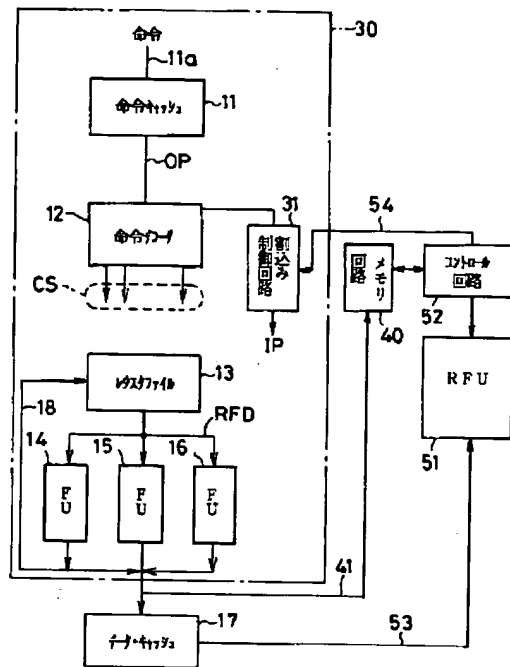 命令
30
11a
命令キャッシュ
11
OP
12
命令デコーダ
31
割込み
制御回路
54
メモリ
回路
40
コントロール
回路
52
CS
IP
レジスタファイル
13
RFU
51
18
RFD
14
15
16
FU
FU
FU
41
17
データ・キャッシュ
53